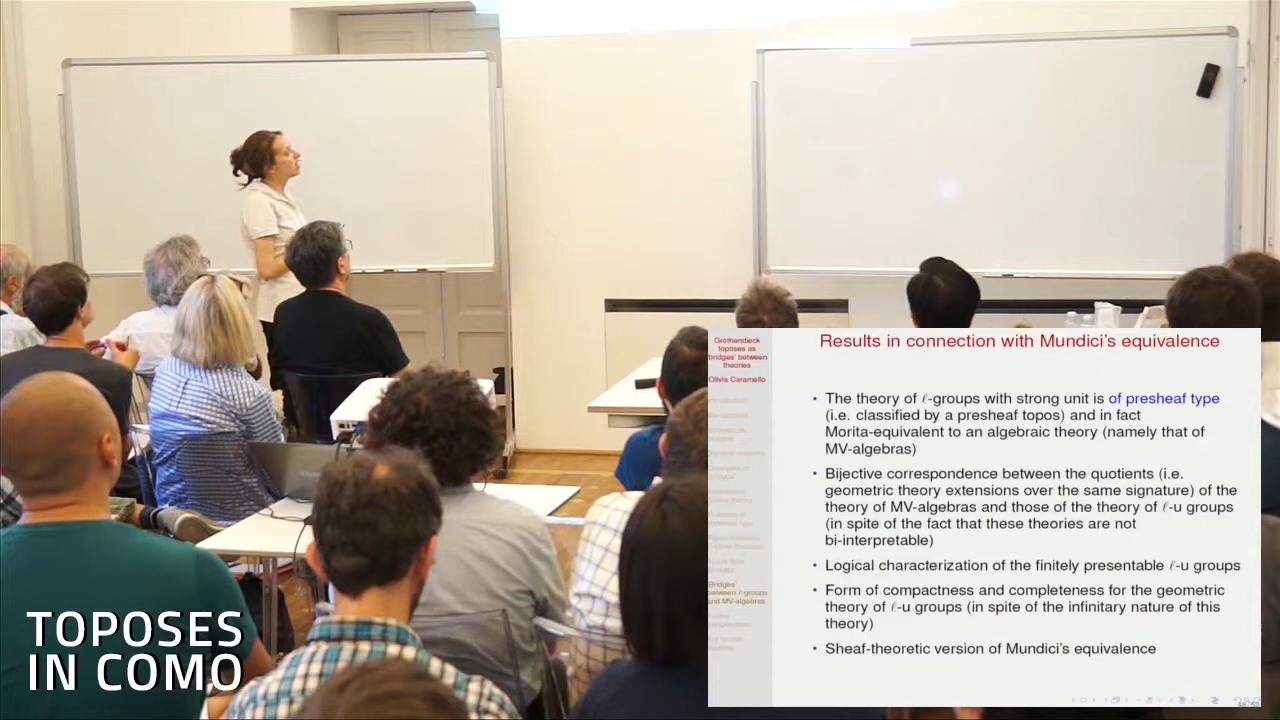 Grothendieck
toposes as
'bridges' between
theories
Olivia Caramello
'Bridges'
between ℓ-groups
and MV-algebras
Results in connection with Mundici's equivalence
• The theory of ℓ-groups with strong unit is of presheaf type
(i.e. classified by a presheaf topos) and in fact
Morita-equivalent to an algebraic theory (namely that of
MV-algebras)
• Bijective correspondence between the quotients (i.e.
geometric theory extensions over the same signature) of the
theory of MV-algebras and those of the theory of ℓ-u groups
(in spite of the fact that these theories are not
bi-interpretable)
• Logical characterization of the finitely presentable ℓ-u groups
• Form of compactness and completeness for the geometric
theory of ℓ-u groups (in spite of the infinitary nature of this
theory)
• Sheaf-theoretic version of Mundici's equivalence
TOPOSES
IN COMO